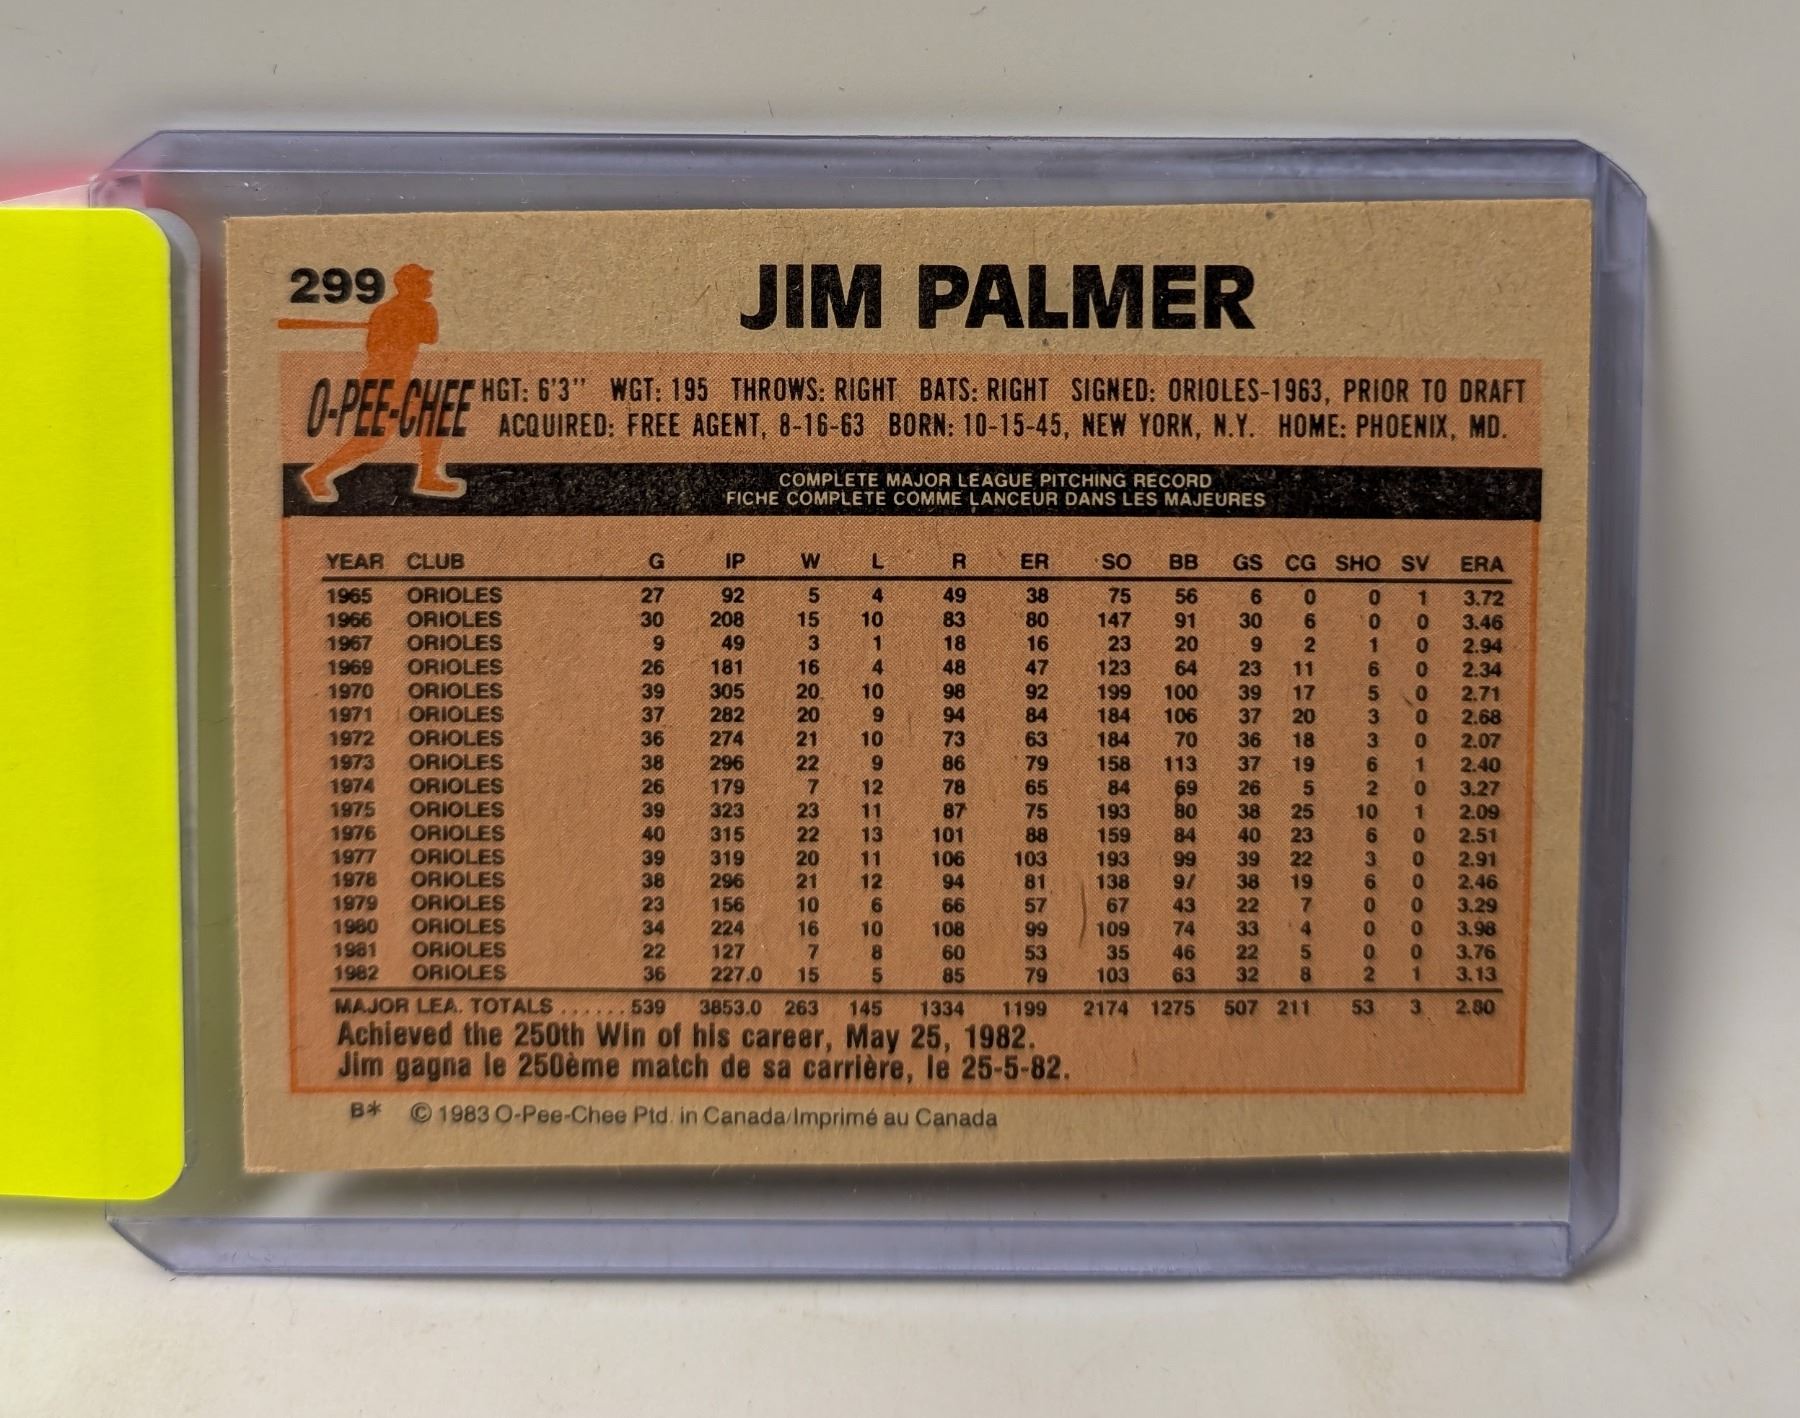 299 JIM PALMER
O-PEE-CHEE HGT: 6'3" WGT: 195 THROWS: RIGHT BATS: RIGHT SIGNED: ORIOLES-1963, PRIOR TO DRAFT
ACQUIRED: FREE AGENT, 8-16-63 BORN: 10-15-45, NEW YORK, N.Y. HOME: PHOENIX, MD.
COMPLETE MAJOR LEAGUE PITCHING RECORD
FICHE COMPLETE COMME LANCEUR DANS LES MAJEURES
YEAR CLUB G IP W L R ER SO BB GS CG SHO SV ERA
1965 ORIOLES 27 92 5 4 49 38 75 56 6 0 0 1 3.72
1966 ORIOLES 30 208 15 10 83 80 147 91 30 6 0 0 3.46
1967 ORIOLES 9 49 3 1 18 16 23 20 9 2 1 0 2.94
1969 ORIOLES 26 181 16 4 48 47 123 64 23 11 6 0 2.34
1970 ORIOLES 39 305 20 10 98 92 199 100 39 17 5 0 2.71
1971 ORIOLES 37 282 20 9 94 84 184 106 37 20 3 0 2.68
1972 ORIOLES 36 274 21 10 73 63 184 70 36 18 3 0 2.07
1973 ORIOLES 38 296 22 9 86 79 158 113 37 19 6 1 2.40
1974 ORIOLES 26 179 7 12 78 65 84 69 26 5 2 0 3.27
1975 ORIOLES 39 323 23 11 87 75 193 80 38 25 10 1 2.09
1976 ORIOLES 40 315 22 13 101 88 159 84 40 23 6 0 2.51
1977 ORIOLES 39 319 20 11 106 103 193 99 39 22 3 0 2.91
1978 ORIOLES 38 296 21 12 94 81 138 97 38 19 6 0 2.46
1979 ORIOLES 23 156 10 6 66 57 67 43 22 7 0 0 3.29
1980 ORIOLES 34 224 16 10 108 99 109 74 33 4 0 0 3.98
1981 ORIOLES 22 127 7 8 60 53 35 46 22 5 0 0 3.76
1982 ORIOLES 36 227.0 15 5 85 79 103 63 32 8 2 1 3.13
MAJOR LEA. TOTALS ...... 539 3853.0 263 145 1334 1199 2174 1275 507 211 53 3 2.80
Achieved the 250th Win of his career, May 25, 1982.
Jim gagna le 250ème match de sa carrière, le 25-5-82.
B* © 1983 O-Pee-Chee Ptd. in Canada/Imprimé au Canada